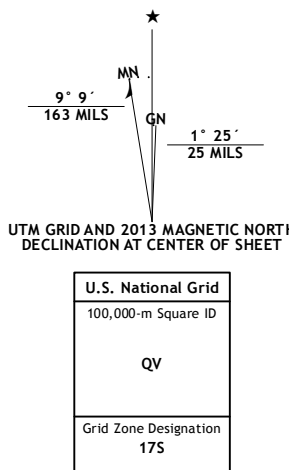 MN
GN
9° 9´
163 MILS
1° 25´
25 MILS
UTM GRID AND 2013 MAGNETIC NORTH
DECLINATION AT CENTER OF SHEET
U.S. National Grid
100,000-m Square ID
QV
Grid Zone Designation
17S